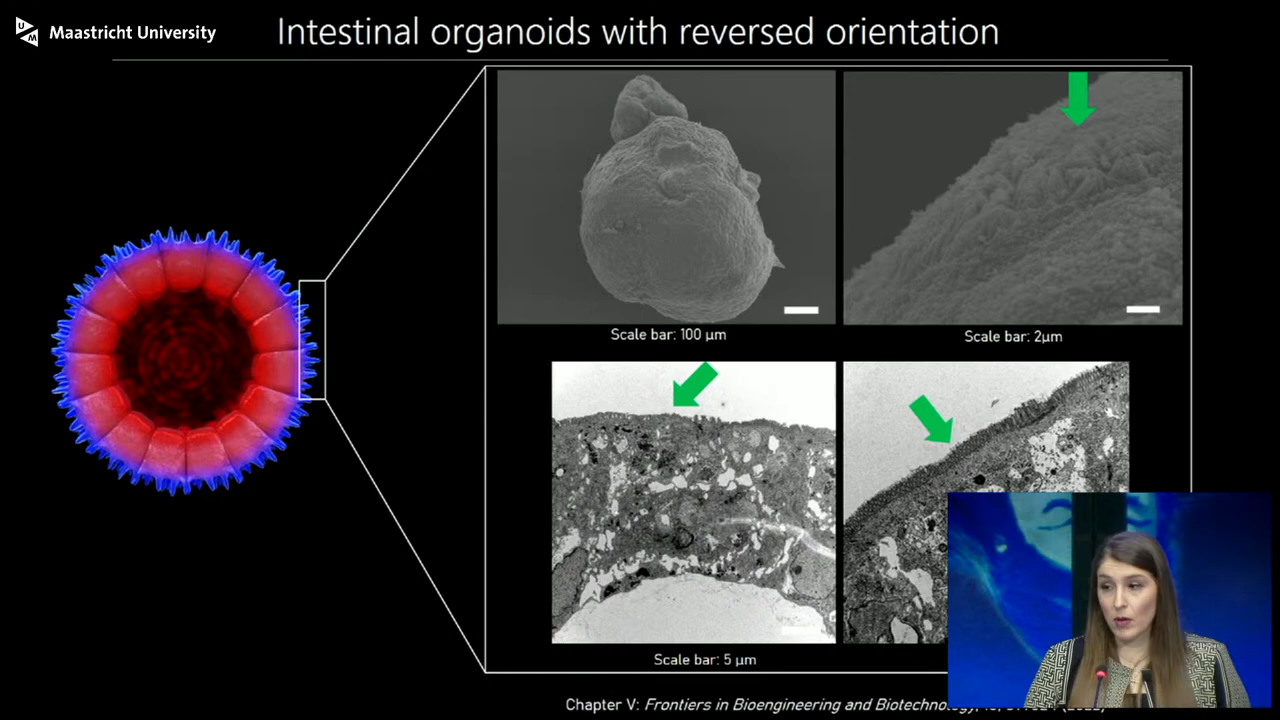 UM
Maastricht University
Intestinal organoids with reversed orientation
Scale bar: 100 µm
Scale bar: 2µm
Scale bar: 5 µm
Chapter V: Frontiers in Bioengineering and Biotechnology,